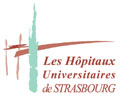 Les Hôpitaux
Universitaires
de STRASBOURG